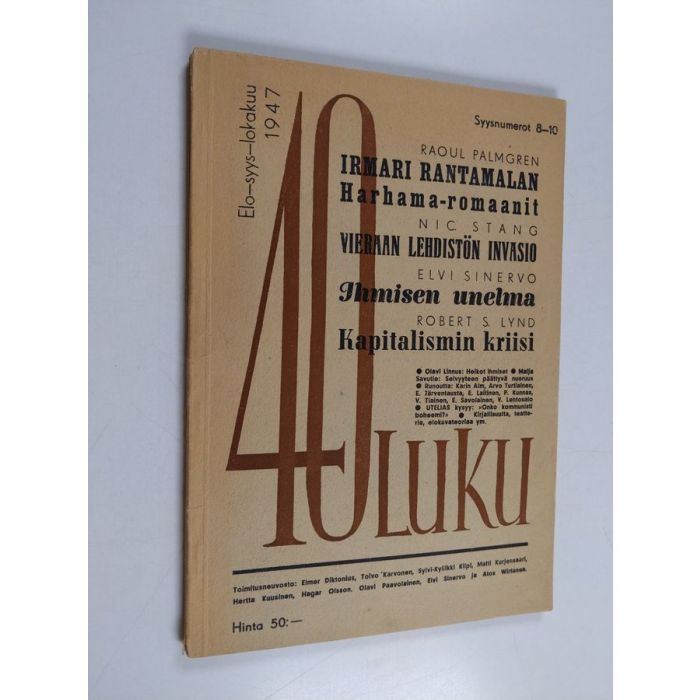 Elo—syys—lokakuu
1947
Syysnumerot 8—10
RAOUL PALMGREN
IRMARI RANTAMALAN
Harhama-romaanit
NIC. STANG
VIERAAN LEHDISTÖN INVASIO
ELVI SINERVO
Ihmisen unelma
ROBERT S. LYND
Kapitalismin kriisi
● Olavi Linnus: Heikot ihmiset ● Maija
Savutie: Selvyyteen päättyvä nuoruus
● Runoutta: Karin Alm, Arvo Turtiainen,
E. Järventausta, E. Laitinen, P. Kunnas,
V. Tiainen, E. Savolainen, V. Lehtosalo
● UTELIAS kysyy: »Onko kommunisti
boheemi?» ● Kirjallisuutta, teatte-
ria, elokuvateoriaa ym.
40
LUKU
Toimitusneuvosto: Elmer Diktonius, Toivo Karvonen, Sylvi-Kyllikki Kilpi, Matti Kurjensaari,
Hertta Kuusinen, Hagar Olsson, Olavi Paavolainen, Elvi Sinervo ja Atos Wirtanen.
Hinta 50:—